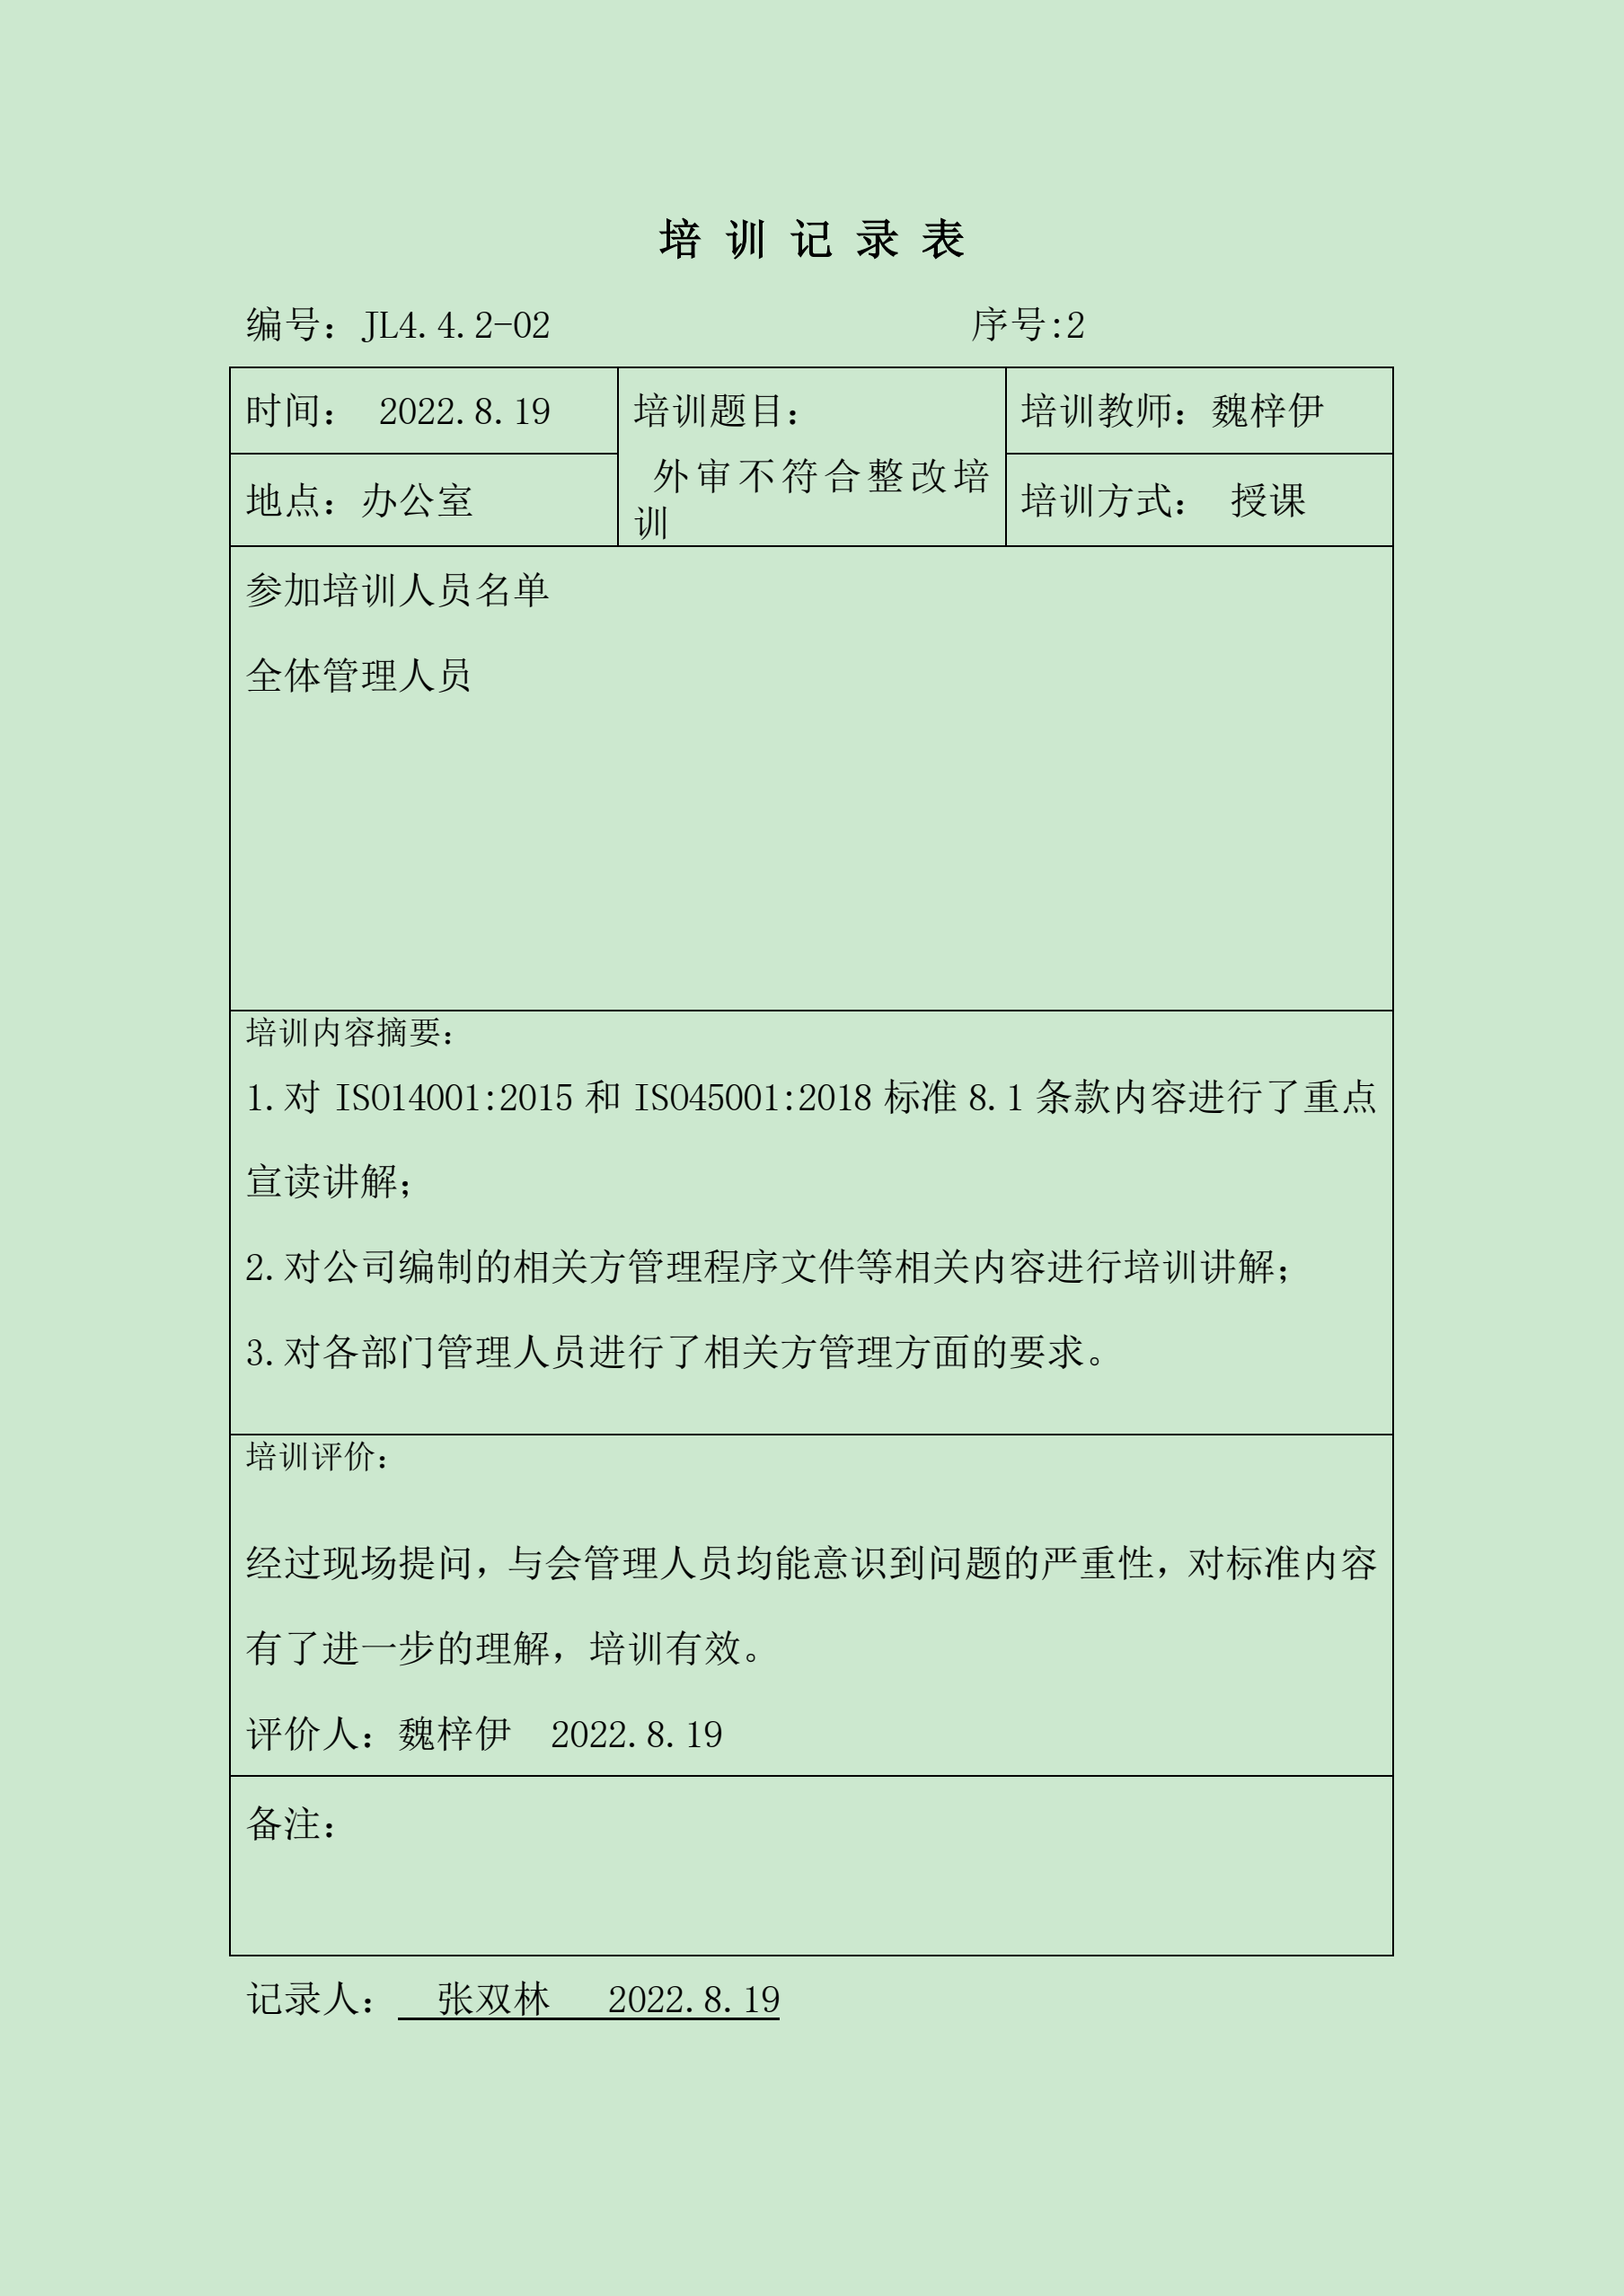 培 训 记 录 表
编号：JL4.4.2-02 序号:2
时间： 2022.8.19 培训题目： 培训教师：魏梓伊
外审不符合整改培
训
地点：办公室 培训方式： 授课
参加培训人员名单
全体管理人员
培训内容摘要：
1.对 ISO14001:2015 和 ISO45001:2018 标准 8.1 条款内容进行了重点
宣读讲解；
2.对公司编制的相关方管理程序文件等相关内容进行培训讲解；
3.对各部门管理人员进行了相关方管理方面的要求。
培训评价：
经过现场提问，与会管理人员均能意识到问题的严重性，对标准内容
有了进一步的理解，培训有效。
评价人：魏梓伊 2022.8.19
备注：
记录人： 张双林 2022.8.19